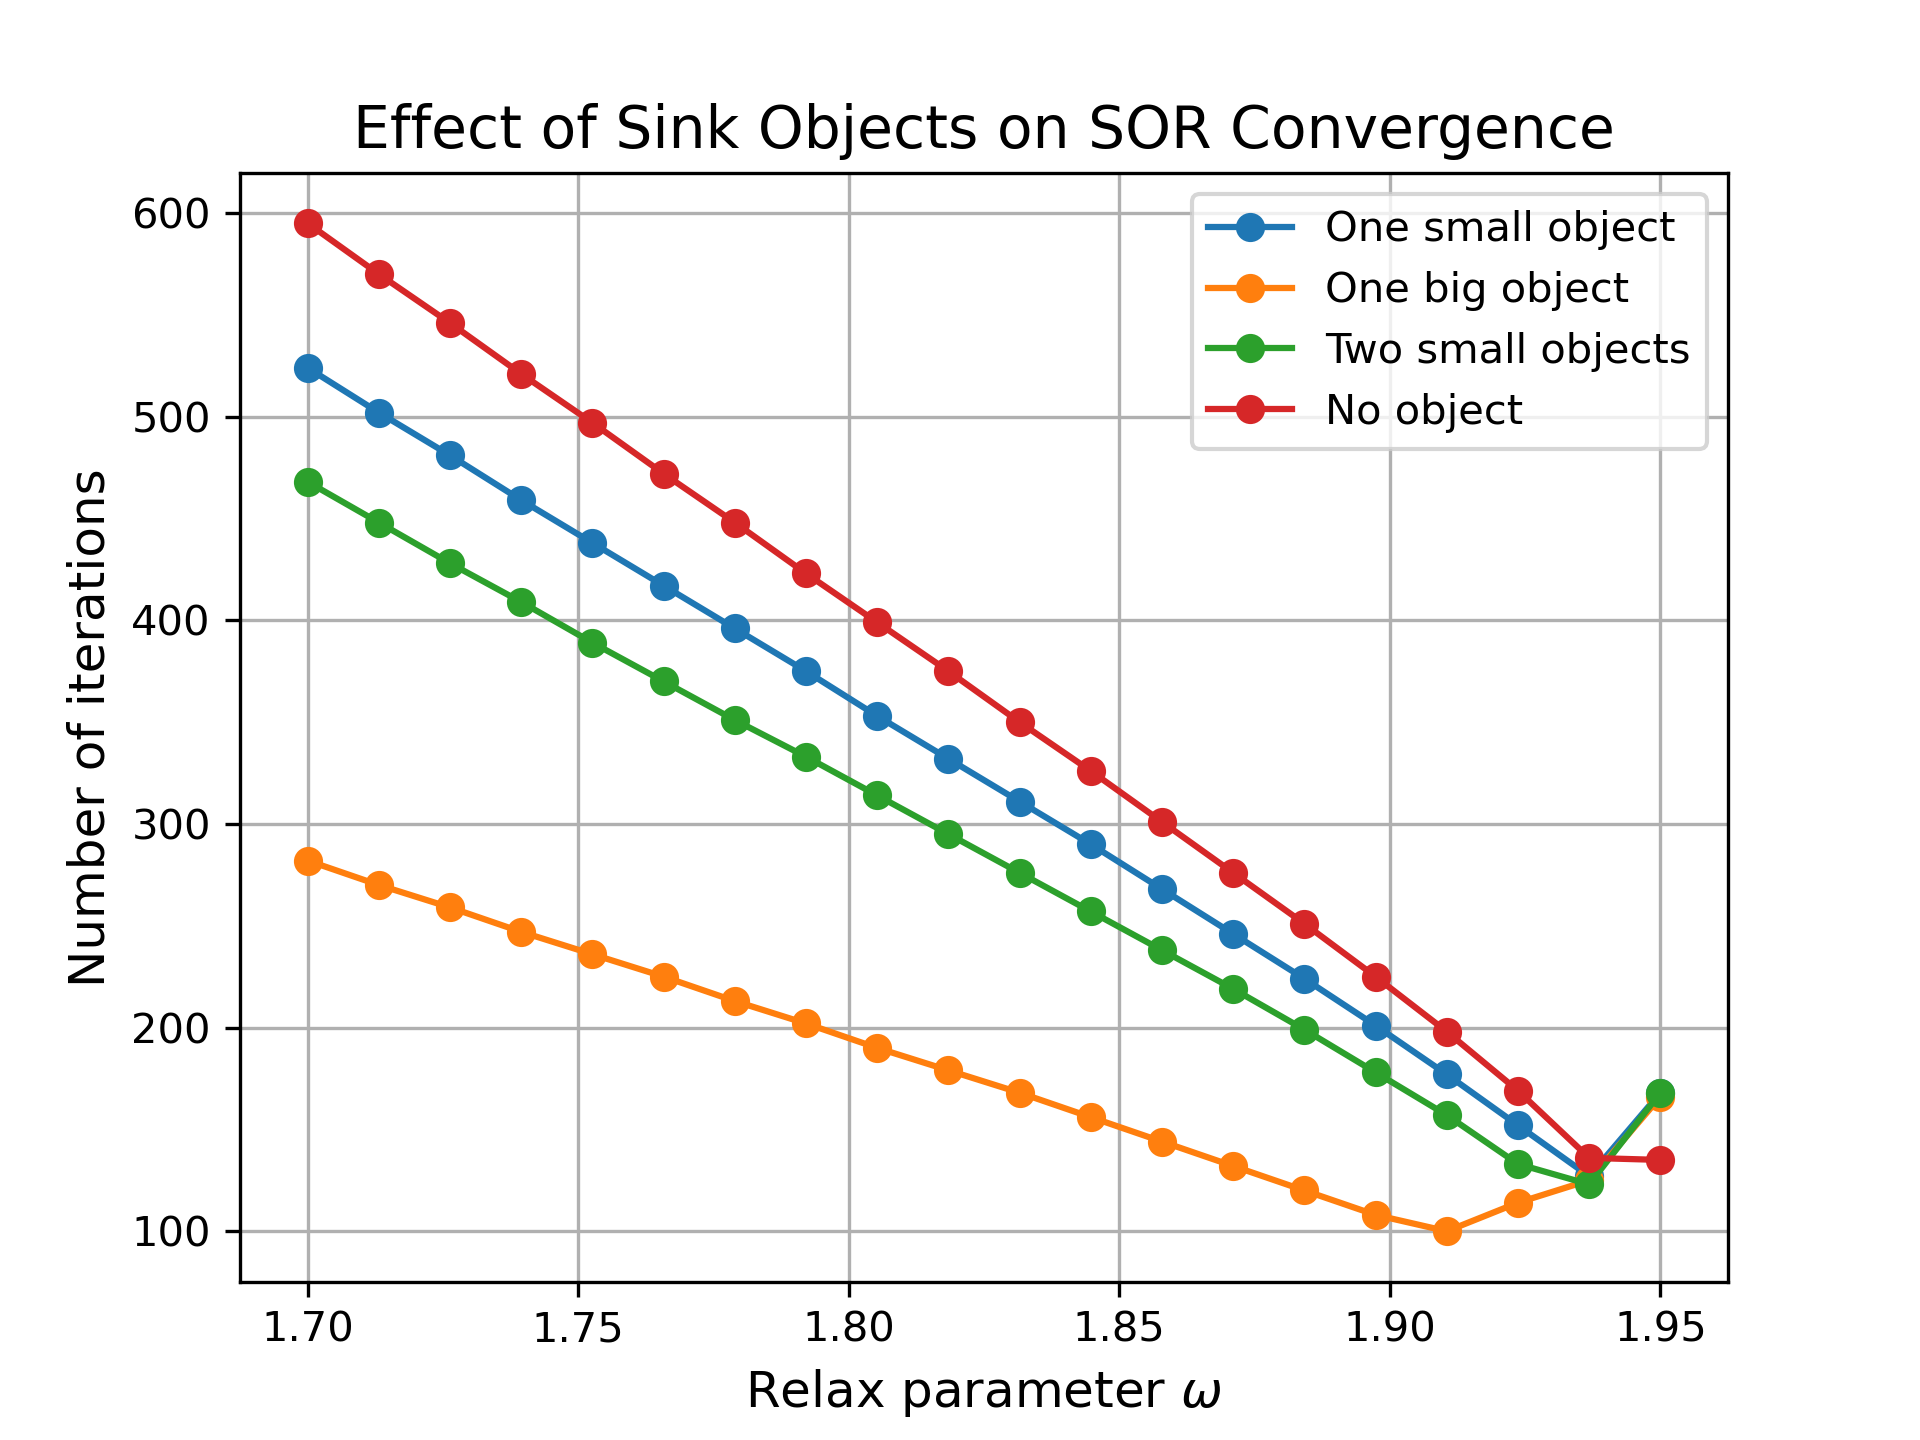 Effect of Sink Objects on SOR Convergence
600
500
400
300
200
100
Number of iterations
One small object
One big object
Two small objects
No object
1.70 1.75 1.80 1.85 1.90 1.95
Relax parameter ω